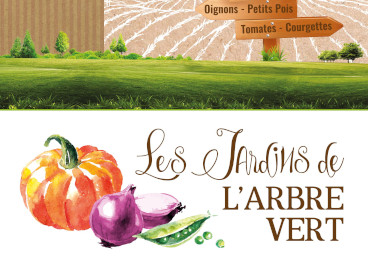 Oignons - Petits Pois
Tomates - Courgettes
Les Jardins de
L'ARBRE
VERT